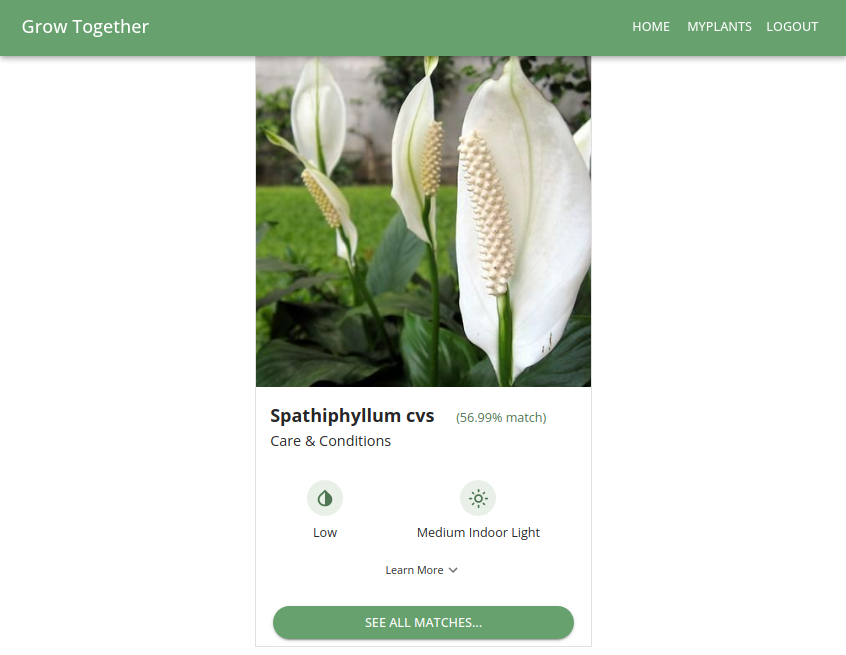 Grow Together
HOME MYPLANTS LOGOUT
Spathiphyllum cvs (56.99% match)
Care & Conditions
Low
Medium Indoor Light
Learn More
SEE ALL MATCHES...